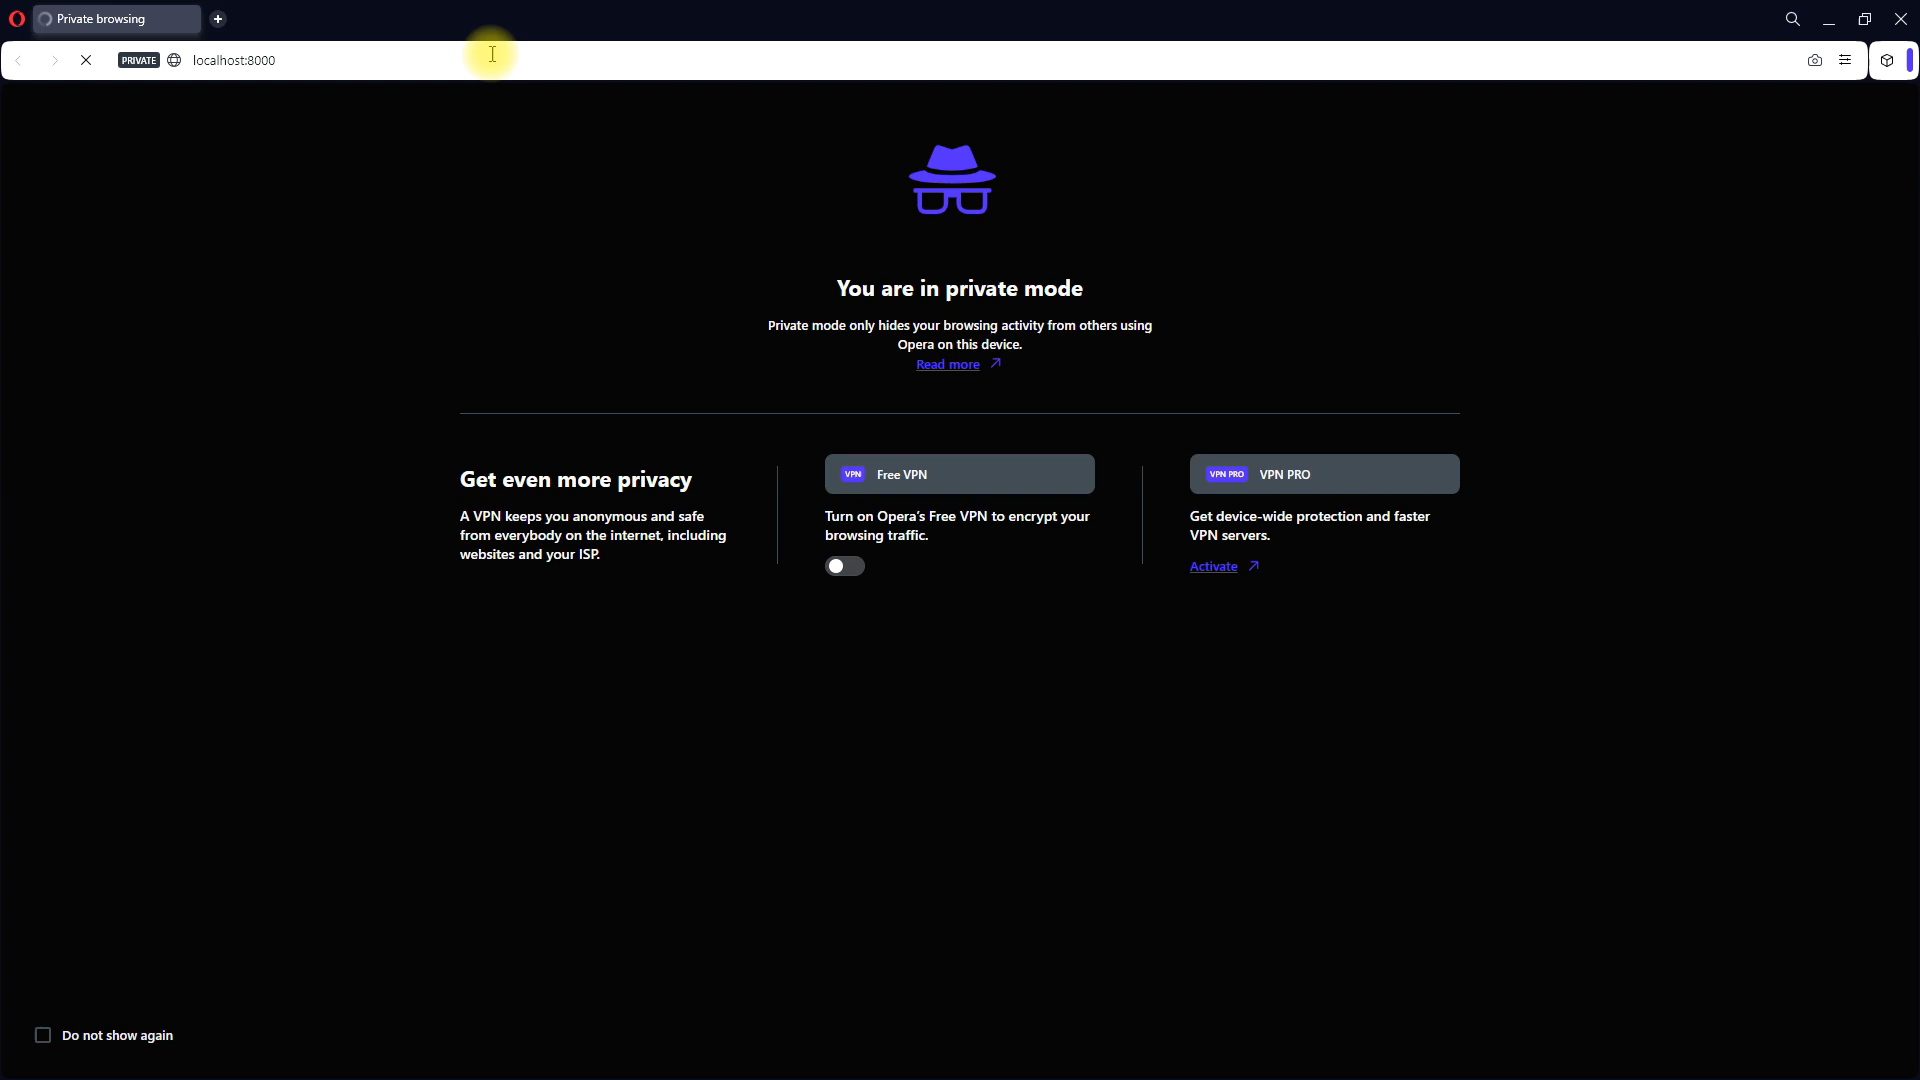 Private browsing
PRIVATE localhost:8000
You are in private mode
Private mode only hides your browsing activity from others using
Opera on this device.
Read more
Get even more privacy
A VPN keeps you anonymous and safe
from everybody on the internet, including
websites and your ISP.
VPN Free VPN
Turn on Opera's Free VPN to encrypt your
browsing traffic.
VPN PRO VPN PRO
Get device-wide protection and faster
VPN servers.
Activate
Do not show again